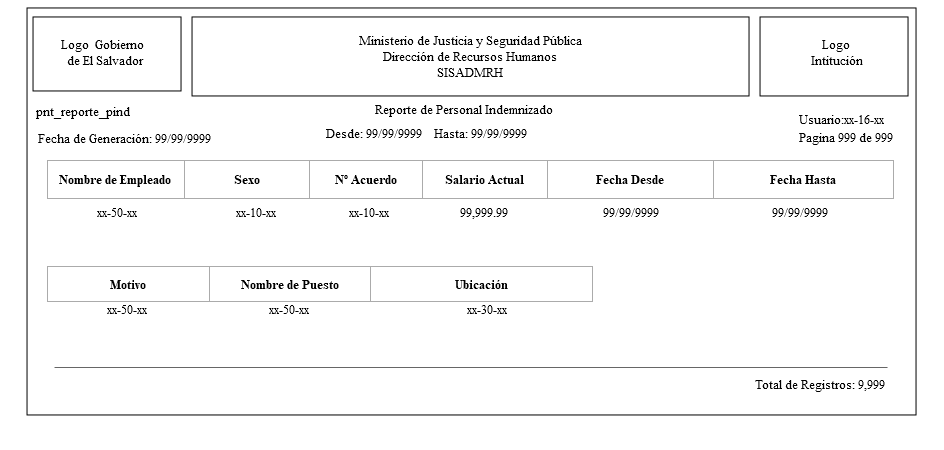 Logo  Gobierno
de El Salvador
Ministerio de Justicia y Seguridad Pública
Dirección de Recursos Humanos
SISADMRH
Logo
Intitución
pnt_reporte_pind
Reporte de Personal Indemnizado
Usuario:xx-16-xx
Fecha de Generación: 99/99/9999
Desde: 99/99/9999    Hasta: 99/99/9999
Pagina 999 de 999
Nombre de Empleado    Sexo    Nº Acuerdo    Salario Actual    Fecha Desde    Fecha Hasta
xx-50-xx    xx-10-xx    xx-10-xx    99,999.99    99/99/9999    99/99/9999
Motivo    Nombre de Puesto    Ubicación
xx-50-xx    xx-50-xx    xx-30-xx
Total de Registros: 9,999